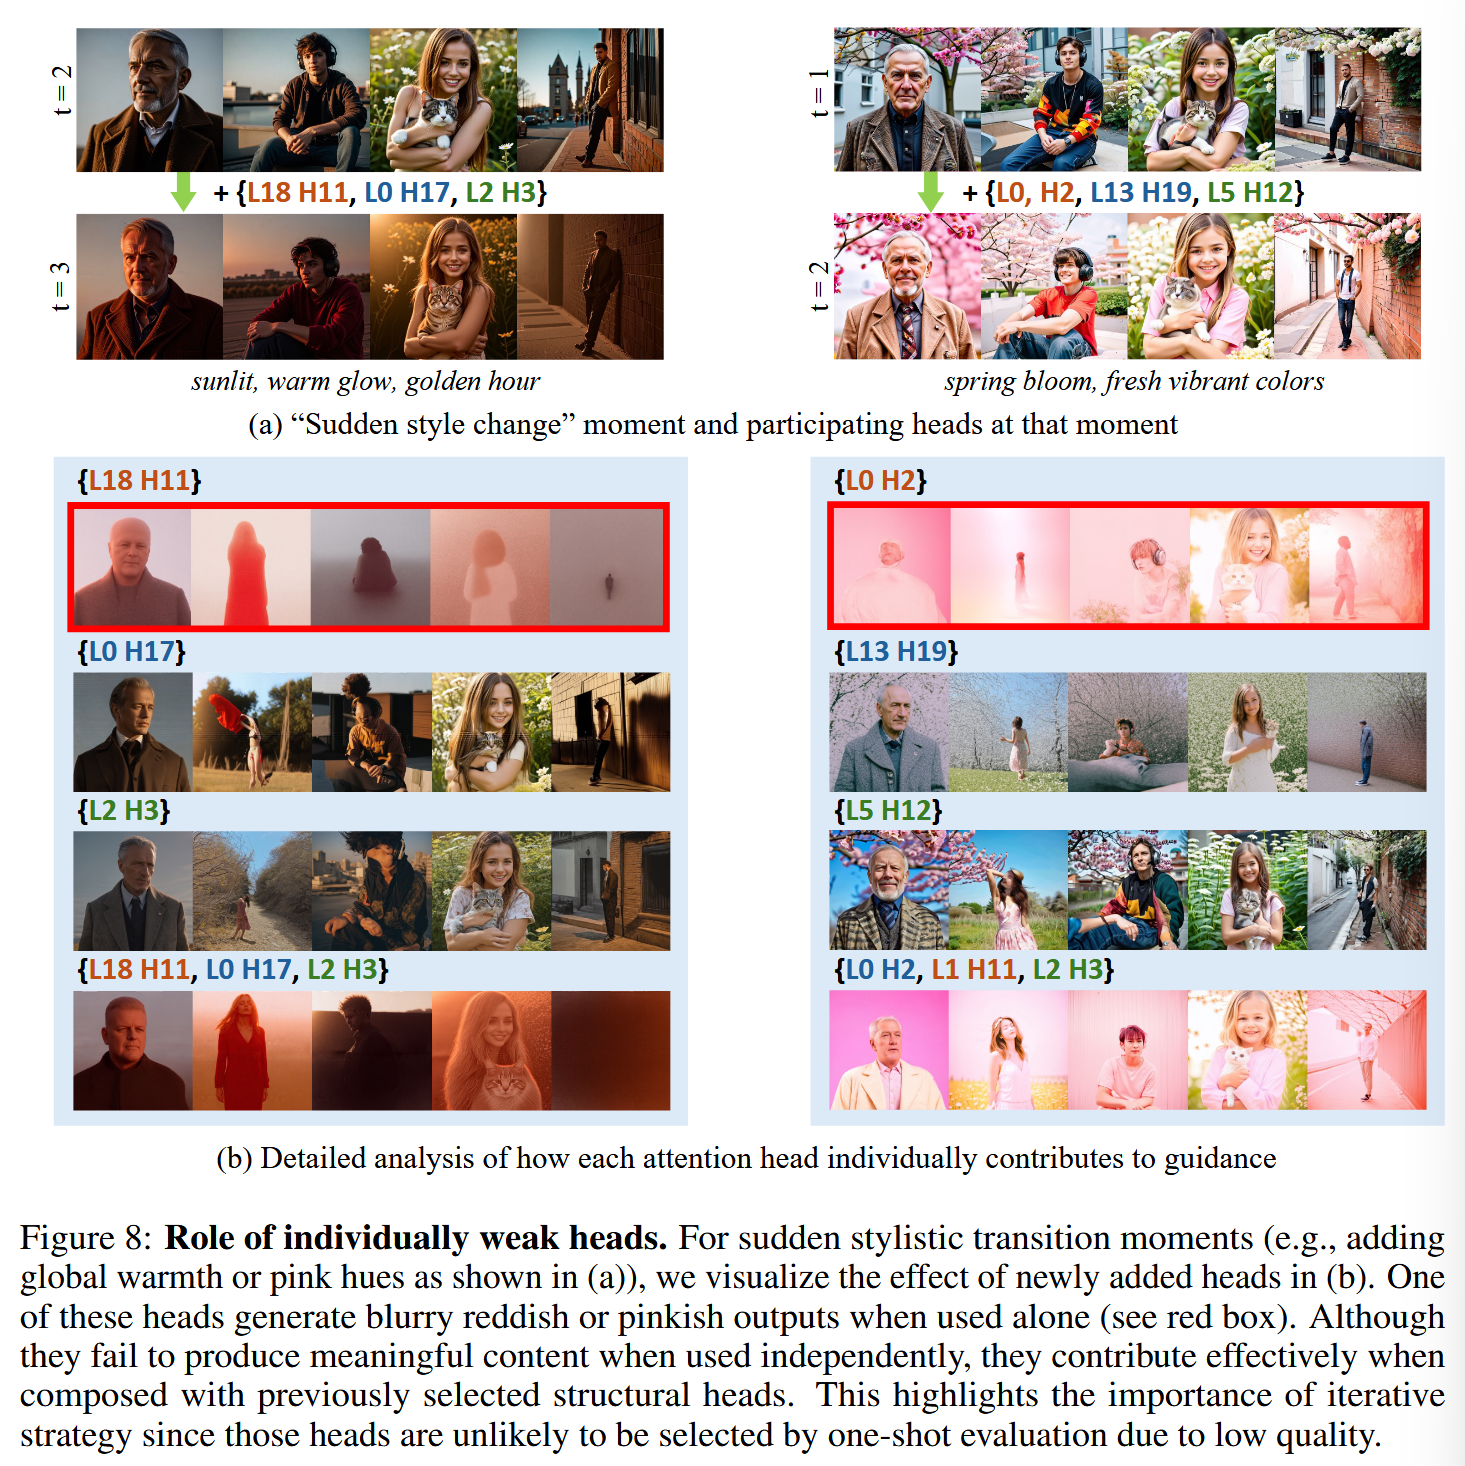 t = 2
t = 1
+ {L18 H11, L0 H17, L2 H3}
+ {L0, H2, L13 H19, L5 H12}
t = 3
t = 2
sunlit, warm glow, golden hour
spring bloom, fresh vibrant colors
(a) “Sudden style change” moment and participating heads at that moment
{L18 H11}
{L0 H17}
{L2 H3}
{L18 H11, L0 H17, L2 H3}
{L0 H2}
{L13 H19}
{L5 H12}
{L0 H2, L1 H11, L2 H3}
(b) Detailed analysis of how each attention head individually contributes to guidance
Figure 8: Role of individually weak heads. For sudden stylistic transition moments (e.g., adding
global warmth or pink hues as shown in (a)), we visualize the effect of newly added heads in (b). One
of these heads generate blurry reddish or pinkish outputs when used alone (see red box). Although
they fail to produce meaningful content when used independently, they contribute effectively when
composed with previously selected structural heads. This highlights the importance of iterative
strategy since those heads are unlikely to be selected by one-shot evaluation due to low quality.